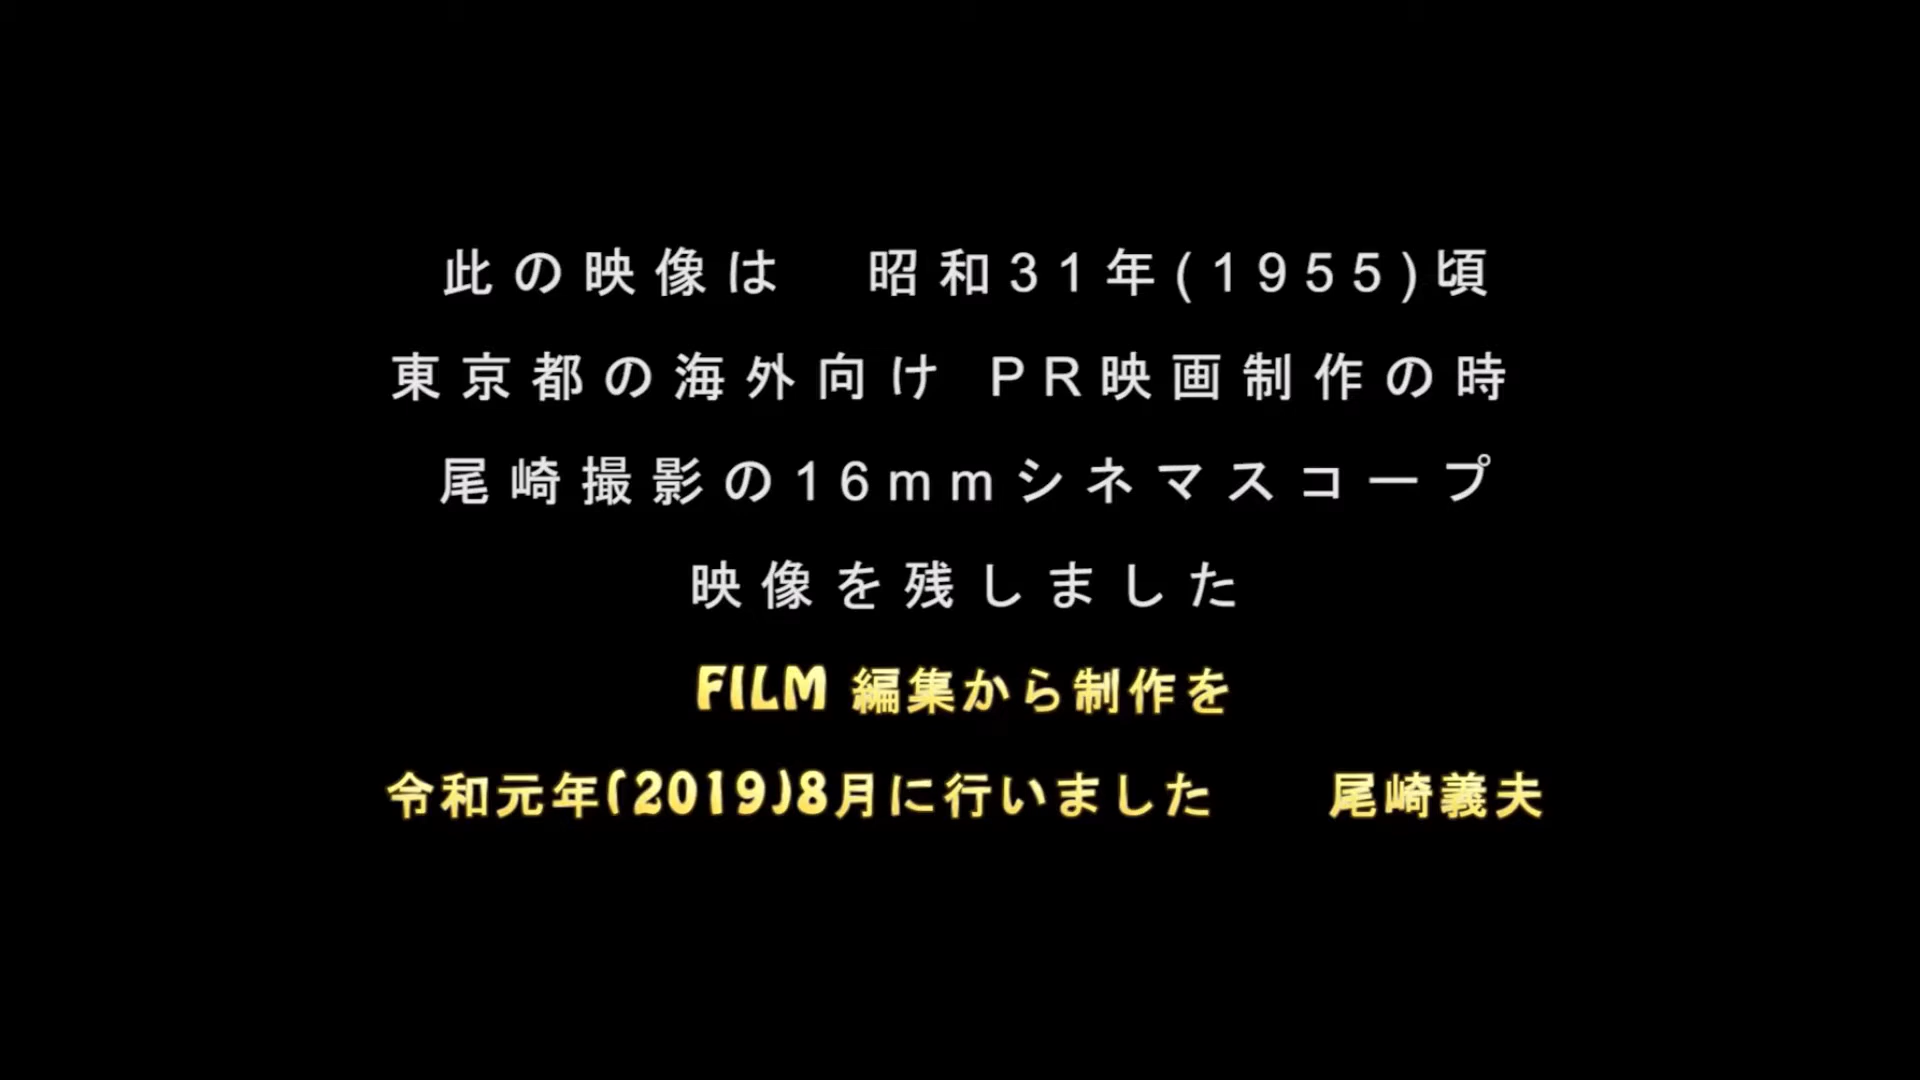 此の映像は　昭和31年(1955)頃
東京都の海外向け PR映画制作の時
尾崎撮影の16mmシネマスコープ
映像を残しました
FILM 編集から制作を
令和元年(2019)8月に行いました　　尾崎義夫